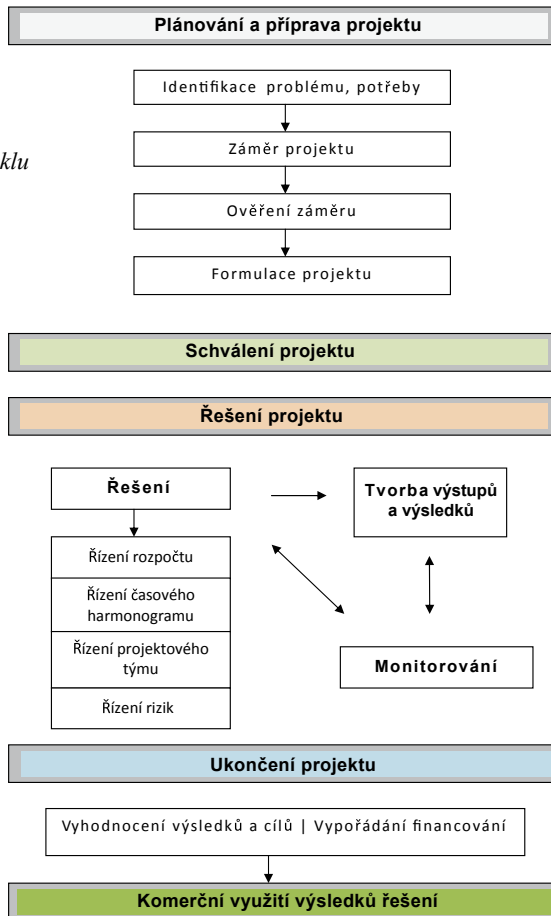 Plánování a příprava projektu
Identifikace problému, potřeby
klu
Záměr projektu
Ověření záměru
Formulace projektu
Schválení projektu
Řešení projektu
Řešení
Tvorba výstupů
a výsledků
Řízení rozpočtu
Řízení časového
harmonogramu
Řízení projektového
týmu
Monitorování
Řízení rizik
Ukončení projektu
Vyhodnocení výsledků a cílů | Vypořádání financování
Komerční využití výsledků řešení